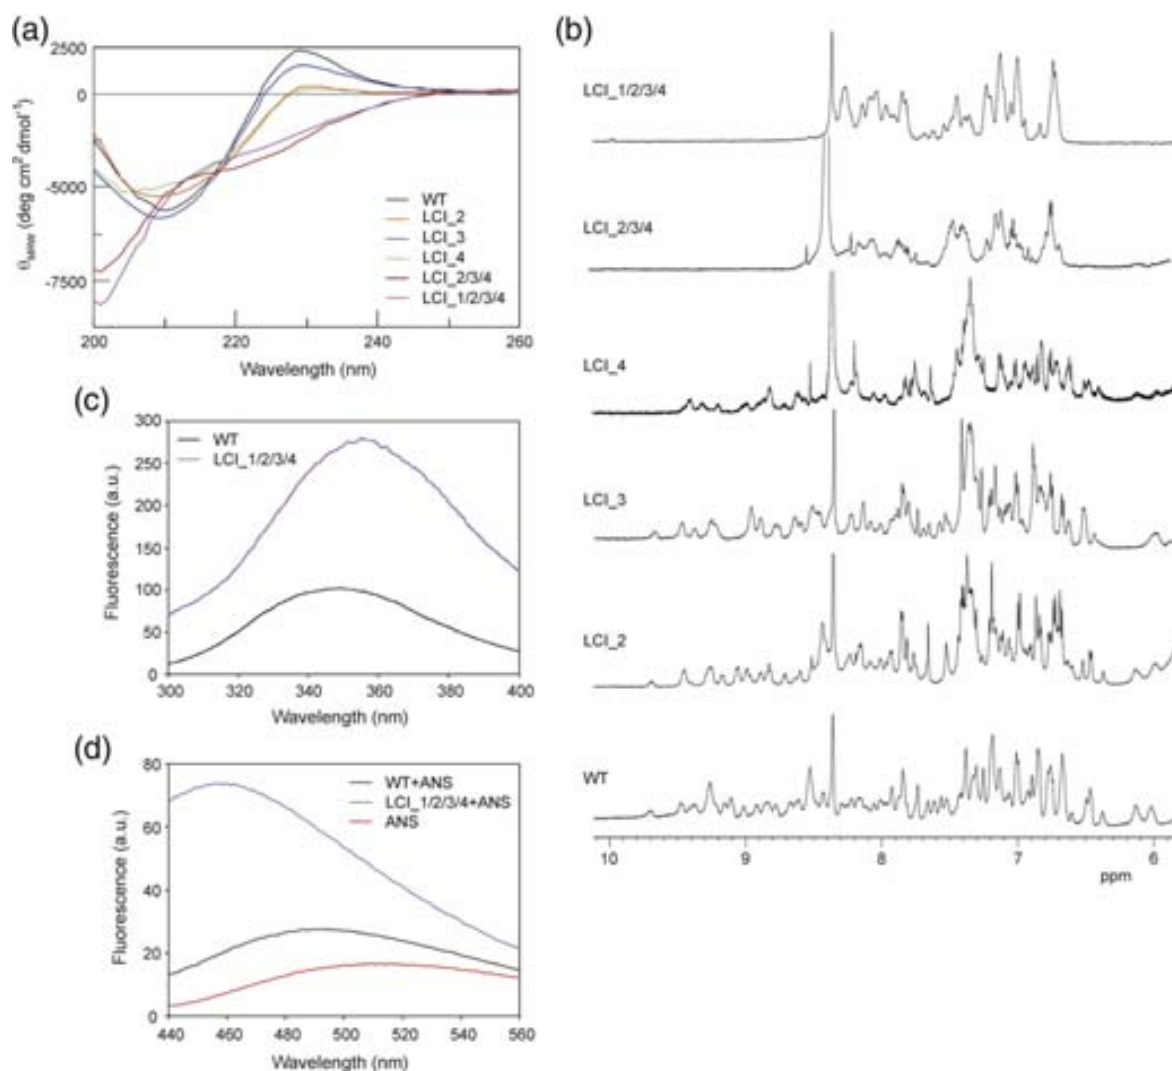 (a)
2500
0
-5000
-7500
θMRW (deg cm² dmol⁻¹)
WT
LCI_2
LCI_3
LCI_4
LCI_2/3/4
LCI_1/2/3/4
200 220 240 260
Wavelength (nm)
(b)
LCI_1/2/3/4
LCI_2/3/4
LCI_4
LCI_3
LCI_2
WT
10 9 8 7 6
ppm
(c)
300
250
200
150
100
50
0
Fluorescence (a.u.)
WT
LCI_1/2/3/4
300 320 340 360 380 400
Wavelength (nm)
(d)
80
60
40
20
0
Fluorescence (a.u.)
WT+ANS
LCI_1/2/3/4+ANS
ANS
440 460 480 500 520 540 560
Wavelength (nm)